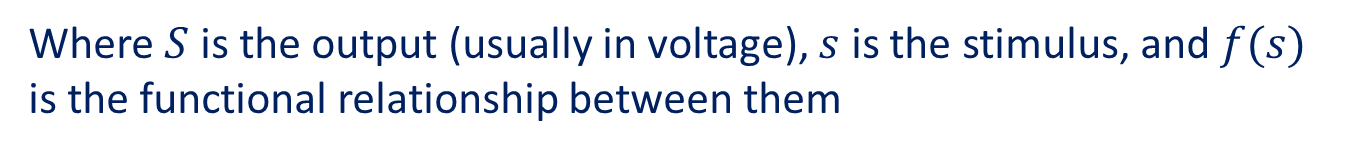 Where S is the output (usually in voltage), s is the stimulus, and f(s)
is the functional relationship between them